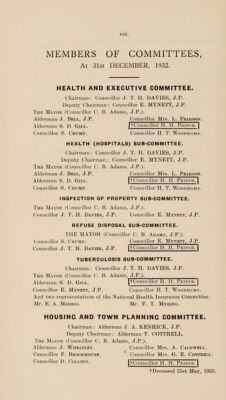 viii.
MEMBERS OF COMMITTEES,
At 31st DECEMBER, 1932.
HEALTH AND EXECUTIVE COMMITTEE.
Chairman: Councillor J. T. H. DAVIES, J.P.
Deputy Chairman: Councillor E. MYNETT, J.P.
THE MAYOR (Councillor C. B. ADAMS, J.P.).
Alderman J. BELL, J.P. Councillor Mrs. L. PEARSON.
Alderman S. D. GILL. †Councillor H. H. PRINCE.
Councillor S. CRUMP. Councillor H. T. WOODHAMS.
HEALTH (HOSPITALS) SUB-COMMITTEE.
Chairman: Councillor J. T. H. DAVIES, J.P.
Deputy Chairman: Councillor E. MYNETT, J.P.
THE MAYOR (Councillor C. B. ADAMS, J.P.).
Alderman J. BELL, J.P. Councillor Mrs. L. PEARSON.
Alderman S. D. GILL. †Councillor H. H. PRINCE.
Councillor S. CRUMP. Councillor H. T. WOODHAMS.
INSPECTION OF PROPERTY SUB-COMMITTEE.
THE MAYOR (Councillor C. B. ADAMS, J.P.).
Councillor J. T. H. DAVIES, J.P. Councillor E. MYNETT, J.P.
REFUSE DISPOSAL SUB-COMMITTEE.
THE MAYOR (Councillor C. B. ADAMS, J.P.).
Councillor S. CRUMP. Councillor E. MYNETT, J.P.
Councillor J. T. H. DAVIES, J.P. †Councillor H. H. PRINCE.
TUBERCULOSIS SUB-COMMITTEE.
Chairman: Councillor J. T. H. DAVIES, J.P.
THE MAYOR (Councillor C. B. ADAMS, J.P.).
Alderman S. D. GILL. †Councillor H. H. PRINCE.
Councillor E. MYNETT, J.P. Councillor H. T. WOODHAMS.
And two representatives of the National Health Insurance Committee.
Mr. E. A. MORRIS. Mr. F. T.
HOUSING AND TOWN PLANNING COMMITTEE.
Chairman: Alderman J. A. KENRICK, J.P.
Deputy Chairman: Alderman T. COTTRELL.
THE MAYOR (Councillor C. B. ADAMS, J.P.).
Alderman J. WHEATLEY. Councillor Mrs. A. CALDWELL.
Councillor F. BROCKHOUSE. Councillor Mrs. G. E. COTTRELL.
Councillor D. COLLINS. †Councillor H. H. PRINCE.
†Deceased 21st May, 1933.